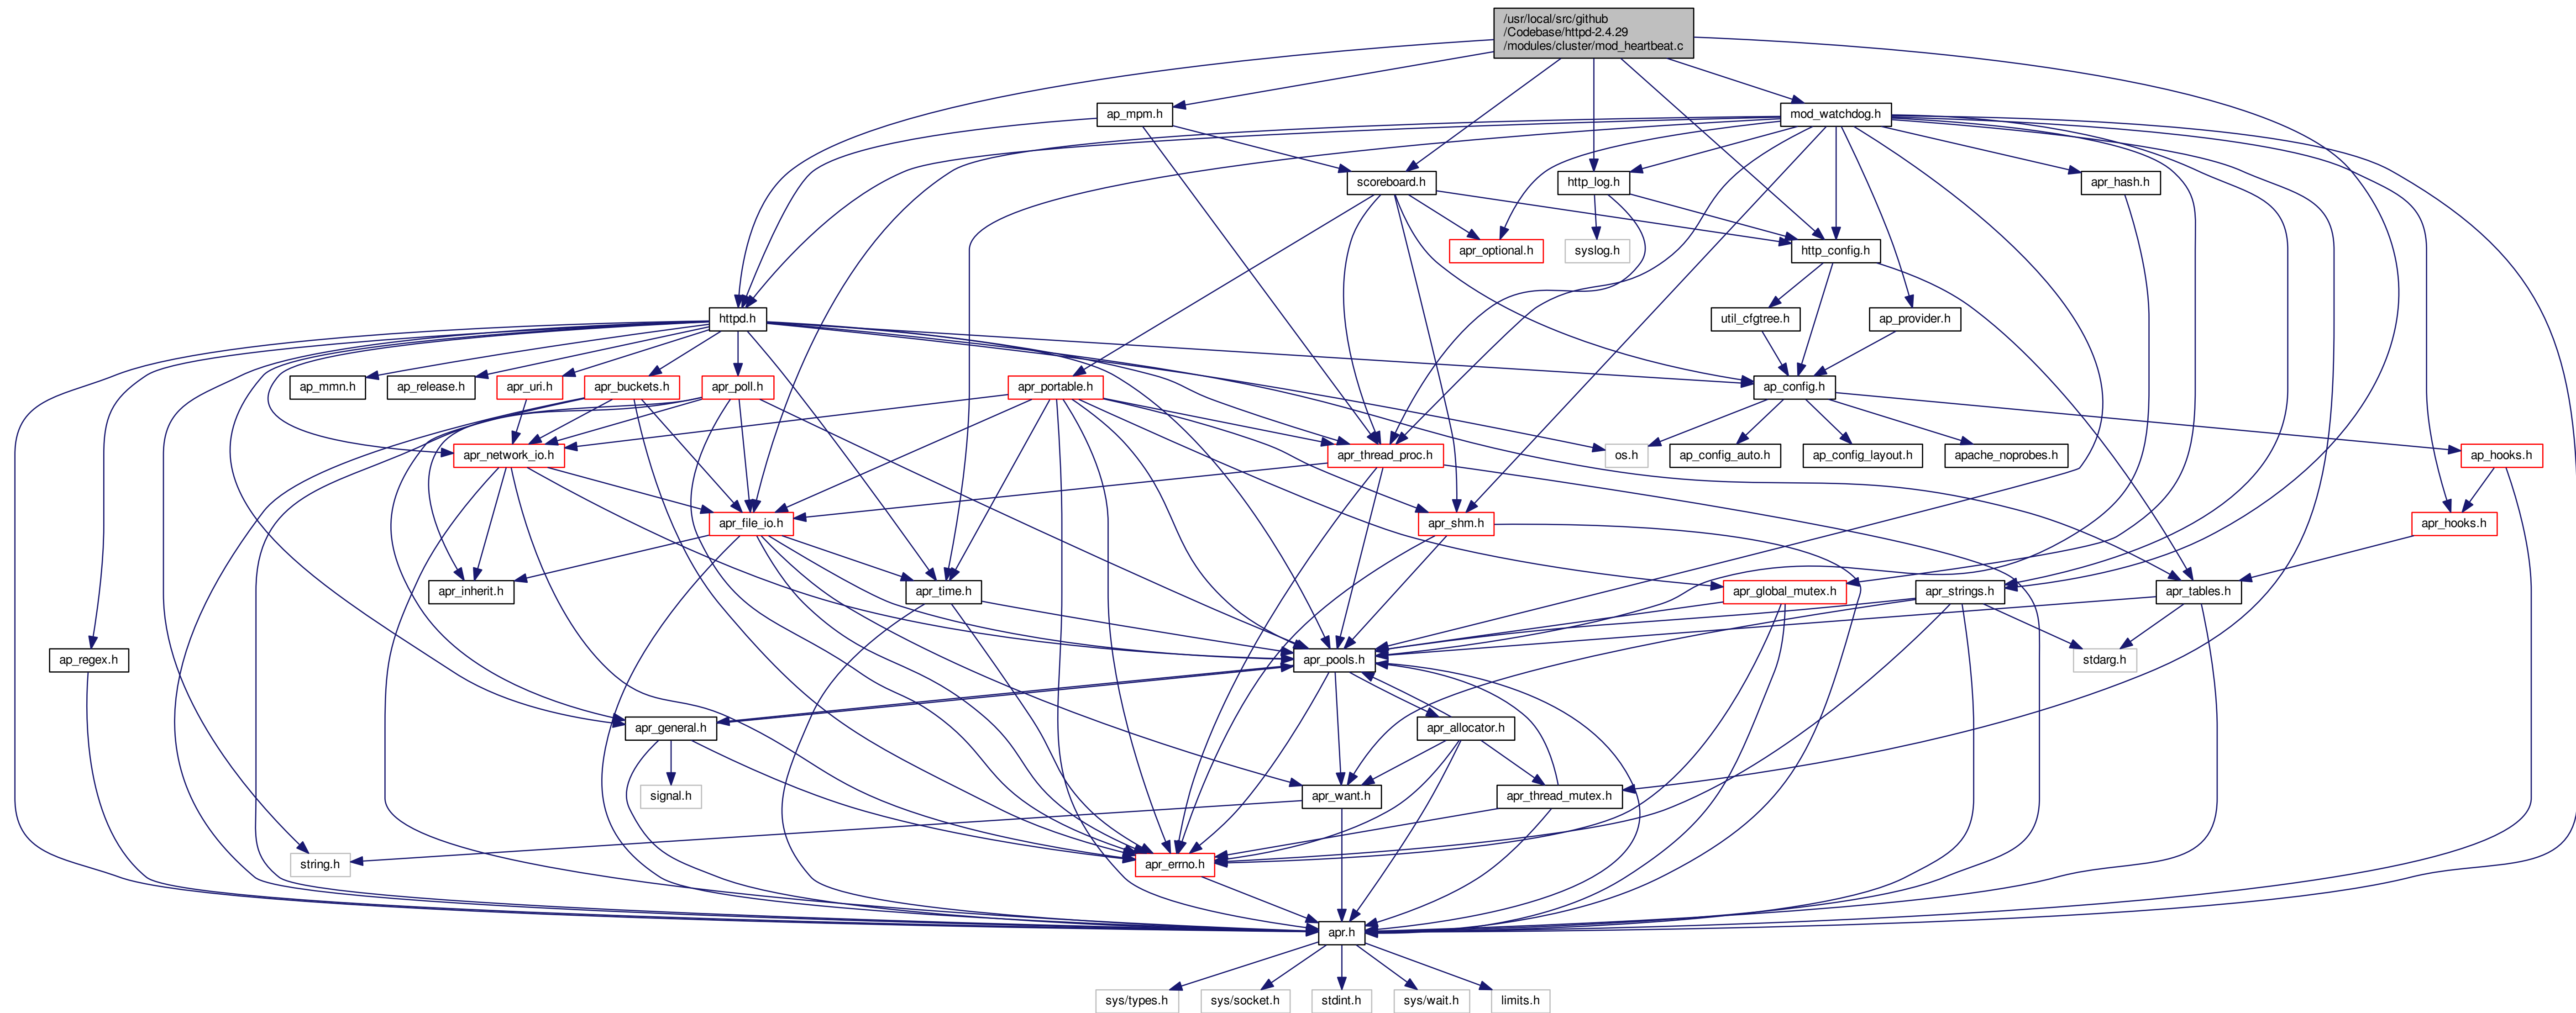 /usr/local/src/github
/Codebase/httpd-2.4.29
/modules/cluster/mod_heartbeat.c
ap_mpm.h
mod_watchdog.h
scoreboard.h
http_log.h
apr_hash.h
apr_optional.h
syslog.h
http_config.h
httpd.h
util_cfgtree.h
ap_provider.h
ap_mmn.h
ap_release.h
apr_uri.h
apr_buckets.h
apr_poll.h
apr_portable.h
ap_config.h
apr_network_io.h
apr_thread_proc.h
os.h
ap_config_auto.h
ap_config_layout.h
apache_noprobes.h
ap_hooks.h
apr_file_io.h
apr_shm.h
apr_hooks.h
apr_inherit.h
apr_time.h
apr_global_mutex.h
apr_strings.h
apr_tables.h
ap_regex.h
apr_pools.h
stdarg.h
apr_general.h
apr_allocator.h
signal.h
apr_want.h
apr_thread_mutex.h
string.h
apr_errno.h
apr.h
sys/types.h
sys/socket.h
stdint.h
sys/wait.h
limits.h